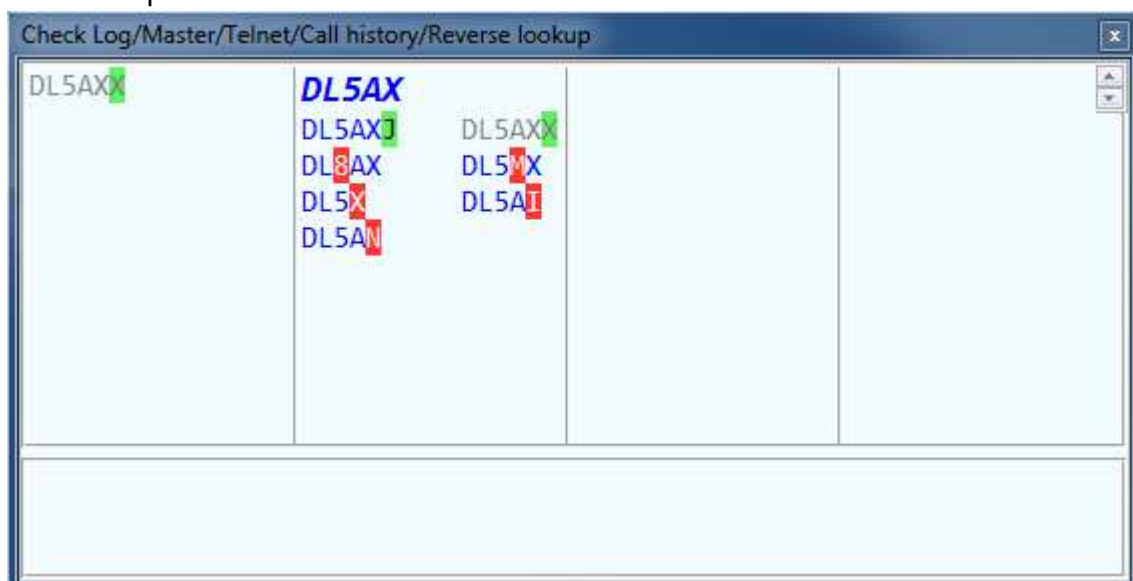 Check Log/Master/Telnet/Call history/Reverse lookup
DL5AXX
DL5AX
DL5AXJ DL5AXX
DL8AX DL5MX
DL5X DL5AI
DL5AN